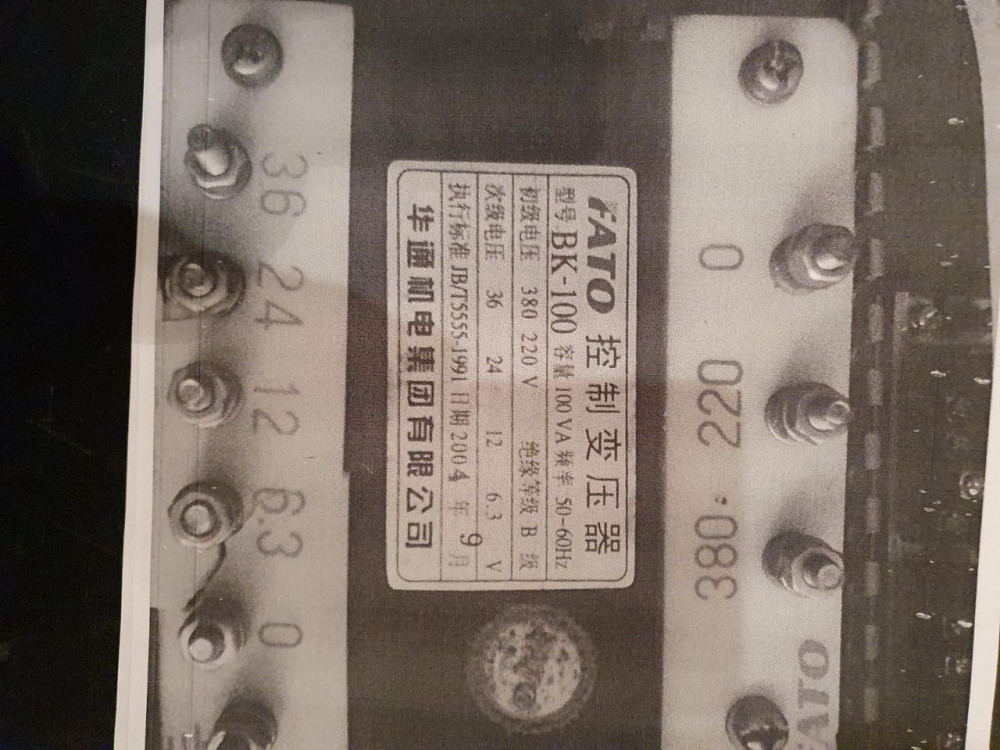 FATO 控制变压器
型号 BK-100 容量 100 VA 频率 50-60Hz
初级电压 380 220 V 绝缘等级 B 级
次级电压 36 24 12 6.3 V
执行标准 JB/T5555-1991 日期 2004 年 9 月
华通机电集团有限公司
0 220 380
FATO
36 24 12 6.3 0